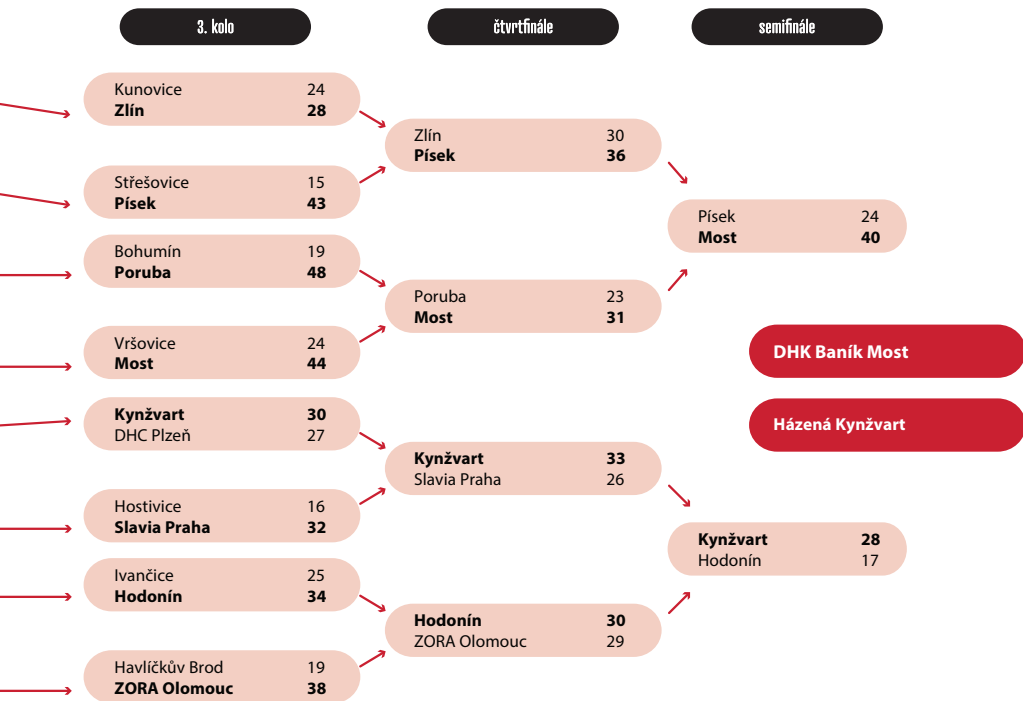 3. kolo
čtvrtfinále
semifinále
Kunovice 24
Zlín 28
Střešovice 15
Písek 43
Bohumín 19
Poruba 48
Vršovice 24
Most 44
Kynžvart 30
DHC Plzeň 27
Hostivice 16
Slavia Praha 32
Ivančice 25
Hodonín 34
Havlíčkův Brod 19
ZORA Olomouc 38
Zlín 30
Písek 36
Poruba 23
Most 31
Kynžvart 33
Slavia Praha 26
Hodonín 30
ZORA Olomouc 29
Písek 24
Most 40
Kynžvart 28
Hodonín 17
DHK Baník Most
Házená Kynžvart